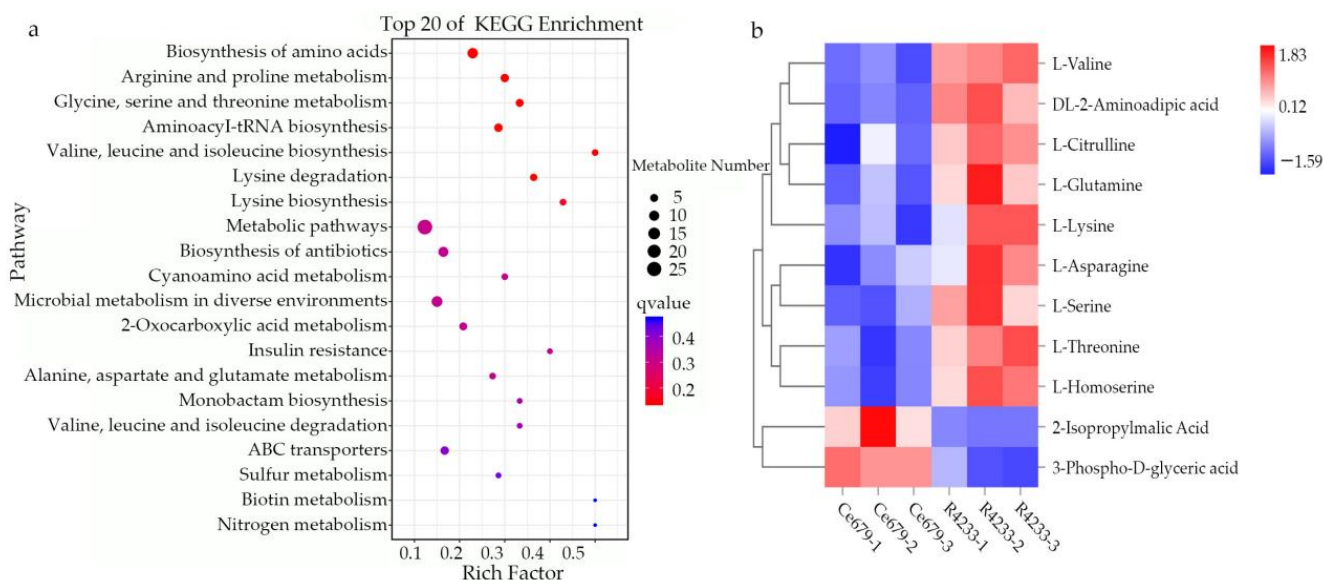 a
Top 20 of KEGG Enrichment
Pathway
Biosynthesis of amino acids
Arginine and proline metabolism
Glycine, serine and threonine metabolism
AminoacyI-tRNA biosynthesis
Valine, leucine and isoleucine biosynthesis
Lysine degradation
Lysine biosynthesis
Metabolic pathways
Biosynthesis of antibiotics
Cyanoamino acid metabolism
Microbial metabolism in diverse environments
2-Oxocarboxylic acid metabolism
Insulin resistance
Alanine, aspartate and glutamate metabolism
Monobactam biosynthesis
Valine, leucine and isoleucine degradation
ABC transporters
Sulfur metabolism
Biotin metabolism
Nitrogen metabolism
0.1 0.2 0.3 0.4 0.5
Rich Factor
Metabolite Number
5
10
15
20
25
qvalue
0.4
0.3
0.2
b
L-Valine
DL-2-Aminoadipic acid
L-Citrulline
L-Glutamine
L-Lysine
L-Asparagine
L-Serine
L-Threonine
L-Homoserine
2-Isopropylmalic Acid
3-Phospho-D-glyceric acid
Ce679-1
Ce679-2
Ce679-3
R4233-1
R4233-2
R4233-3
1.83
0.12
−1.59